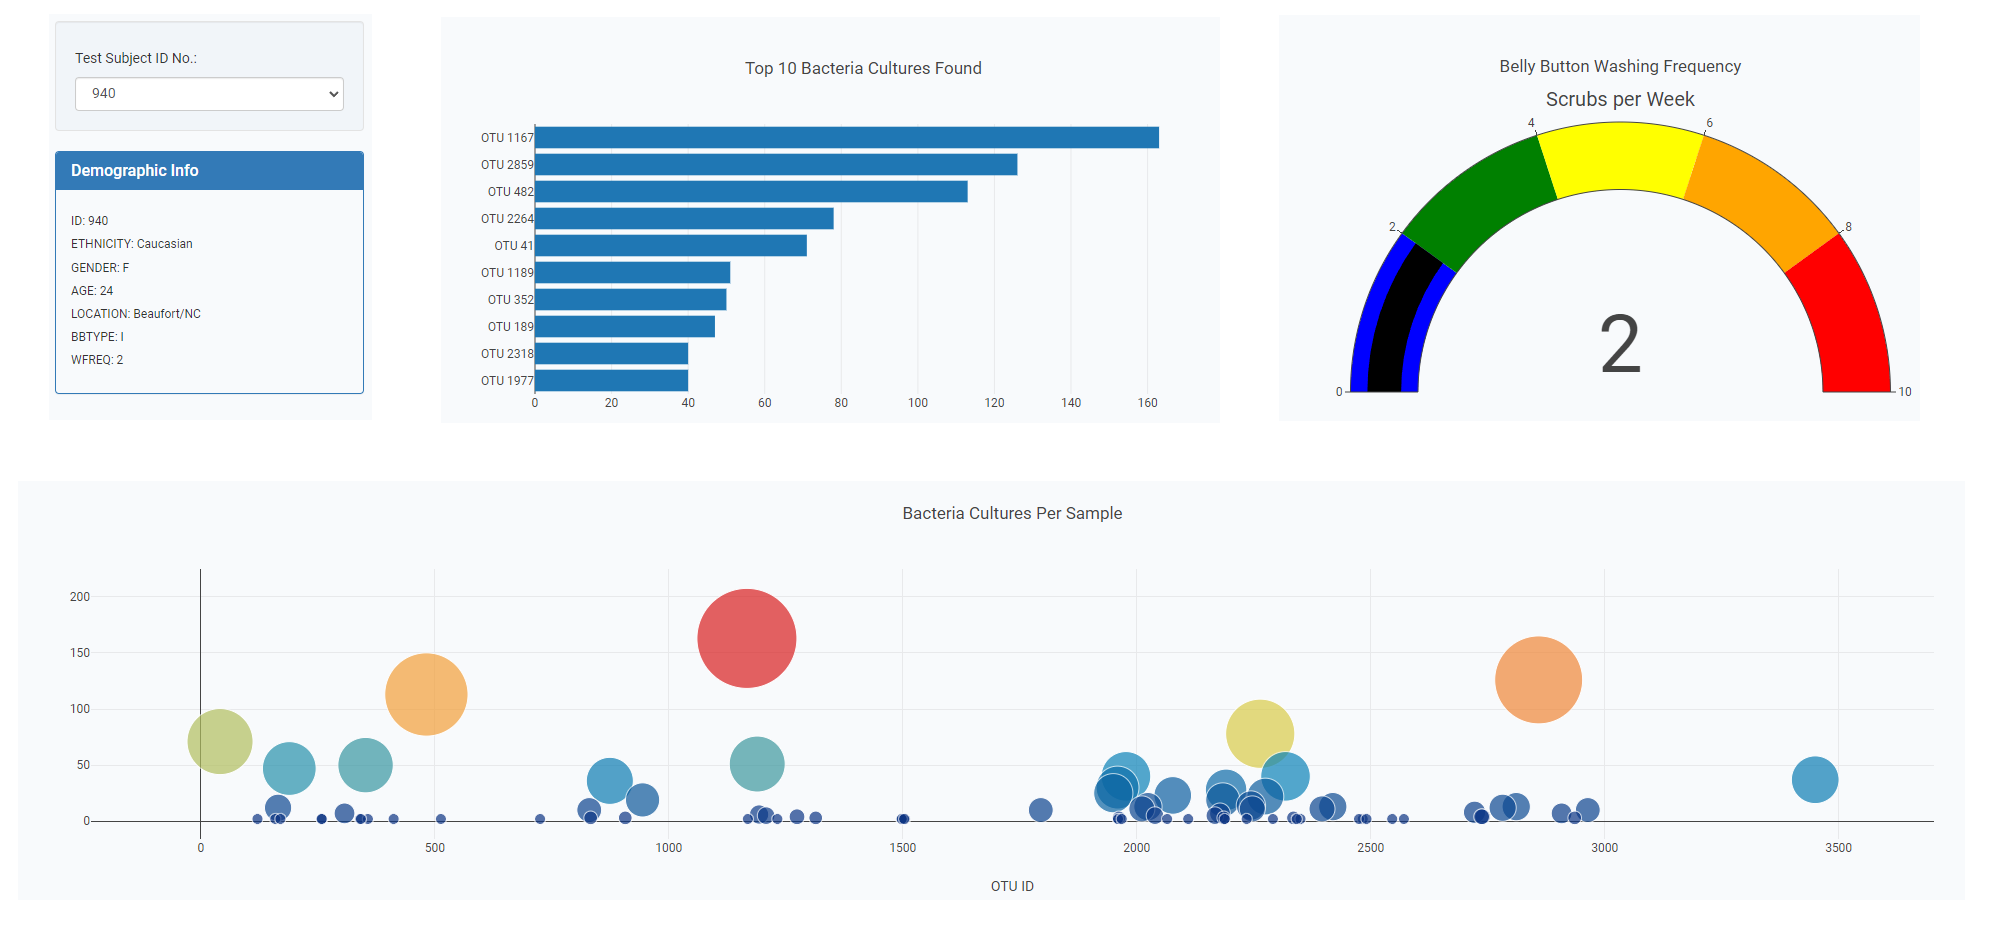 Test Subject ID No.:
940
Demographic Info
ID: 940
ETHNICITY: Caucasian
GENDER: F
AGE: 24
LOCATION: Beaufort/NC
BBTYPE: I
WFREQ: 2
Top 10 Bacteria Cultures Found
OTU 1167
OTU 2859
OTU 482
OTU 2264
OTU 41
OTU 1189
OTU 352
OTU 189
OTU 2318
OTU 1977
0 20 40 60 80 100 120 140 160
Belly Button Washing Frequency
Scrubs per Week
4 6
2 8
2
0 10
Bacteria Cultures Per Sample
200
150
100
50
0
0 500 1000 1500 2000 2500 3000 3500
OTU ID